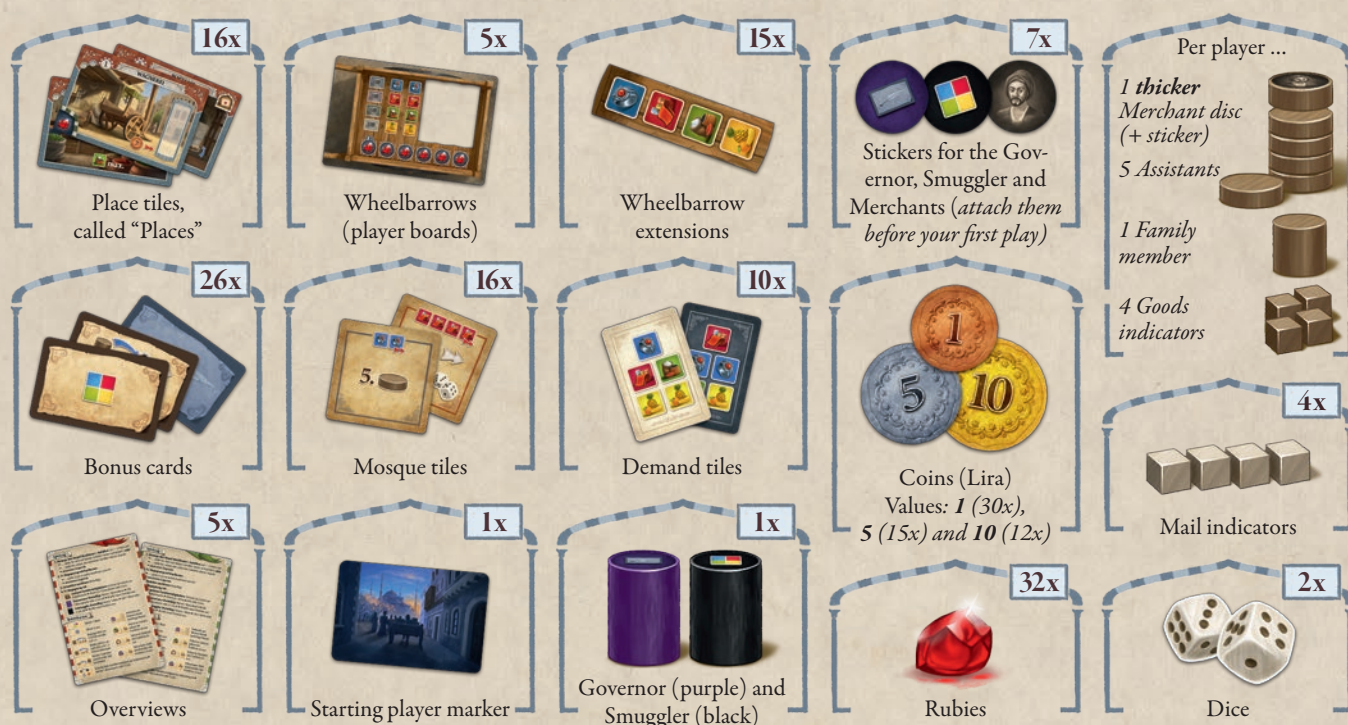 16x
Place tiles,
called “Places”
5x
Wheelbarrows
(player boards)
15x
Wheelbarrow
extensions
7x
Stickers for the Gov-
ernor, Smuggler and
Merchants (attach them
before your first play)
Per player ...
1 thicker
Merchant disc
(+ sticker)
5 Assistants
1 Family
member
4 Goods
indicators
26x
Bonus cards
16x
5.
Mosque tiles
10x
Demand tiles
1
5
10
Coins (Lira)
Values: 1 (30x),
5 (15x) and 10 (12x)
4x
Mail indicators
5x
Overviews
1x
Starting player marker
1x
Governor (purple) and
Smuggler (black)
32x
Rubies
2x
Dice